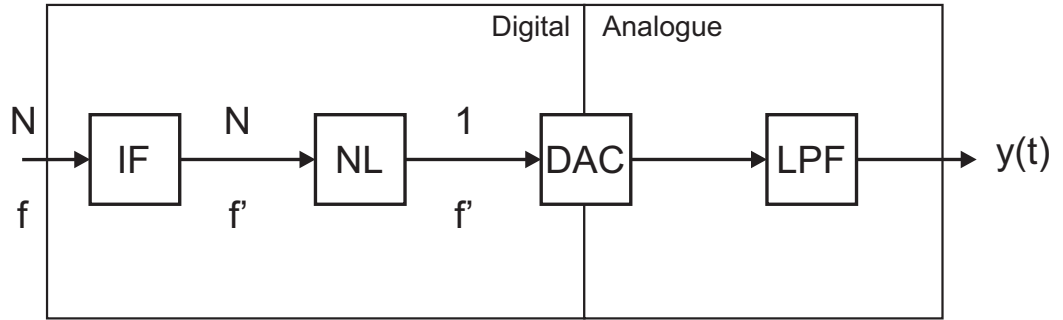 Digital
Analogue
N
N
1
IF
NL
DAC
LPF
y(t)
f
f’
f’